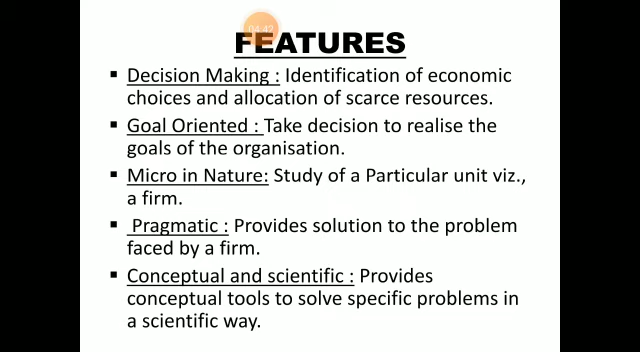 04:42
FEATURES
▪ Decision Making : Identification of economic
choices and allocation of scarce resources.
▪ Goal Oriented : Take decision to realise the
goals of the organisation.
▪ Micro in Nature: Study of a Particular unit viz.,
a firm.
▪ Pragmatic : Provides solution to the problem
faced by a firm.
▪ Conceptual and scientific : Provides
conceptual tools to solve specific problems in
a scientific way.